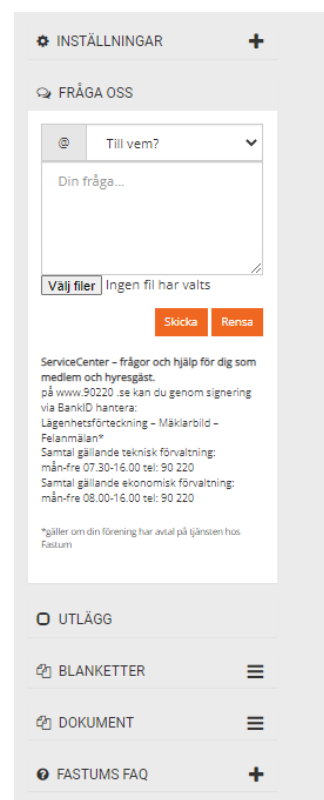 INSTÄLLNINGAR
FRÅGA OSS
@ Till vem?
Din fråga...
Välj filer Ingen fil har valts
Skicka Rensa
ServiceCenter – frågor och hjälp för dig som
medlem och hyresgäst.
på www.90220 .se kan du genom signering
via BankID hantera:
Lägenhetsförteckning – Mäklarbild –
Felanmälan*
Samtal gällande teknisk förvaltning:
mån-fre 07.30-16.00 tel: 90 220
Samtal gällande ekonomisk förvaltning:
mån-fre 08.00-16.00 tel: 90 220
*gäller om din förening har avtal på tjänsten hos
Fastum
UTLÄGG
BLANKETTER
DOKUMENT
FASTUMS FAQ